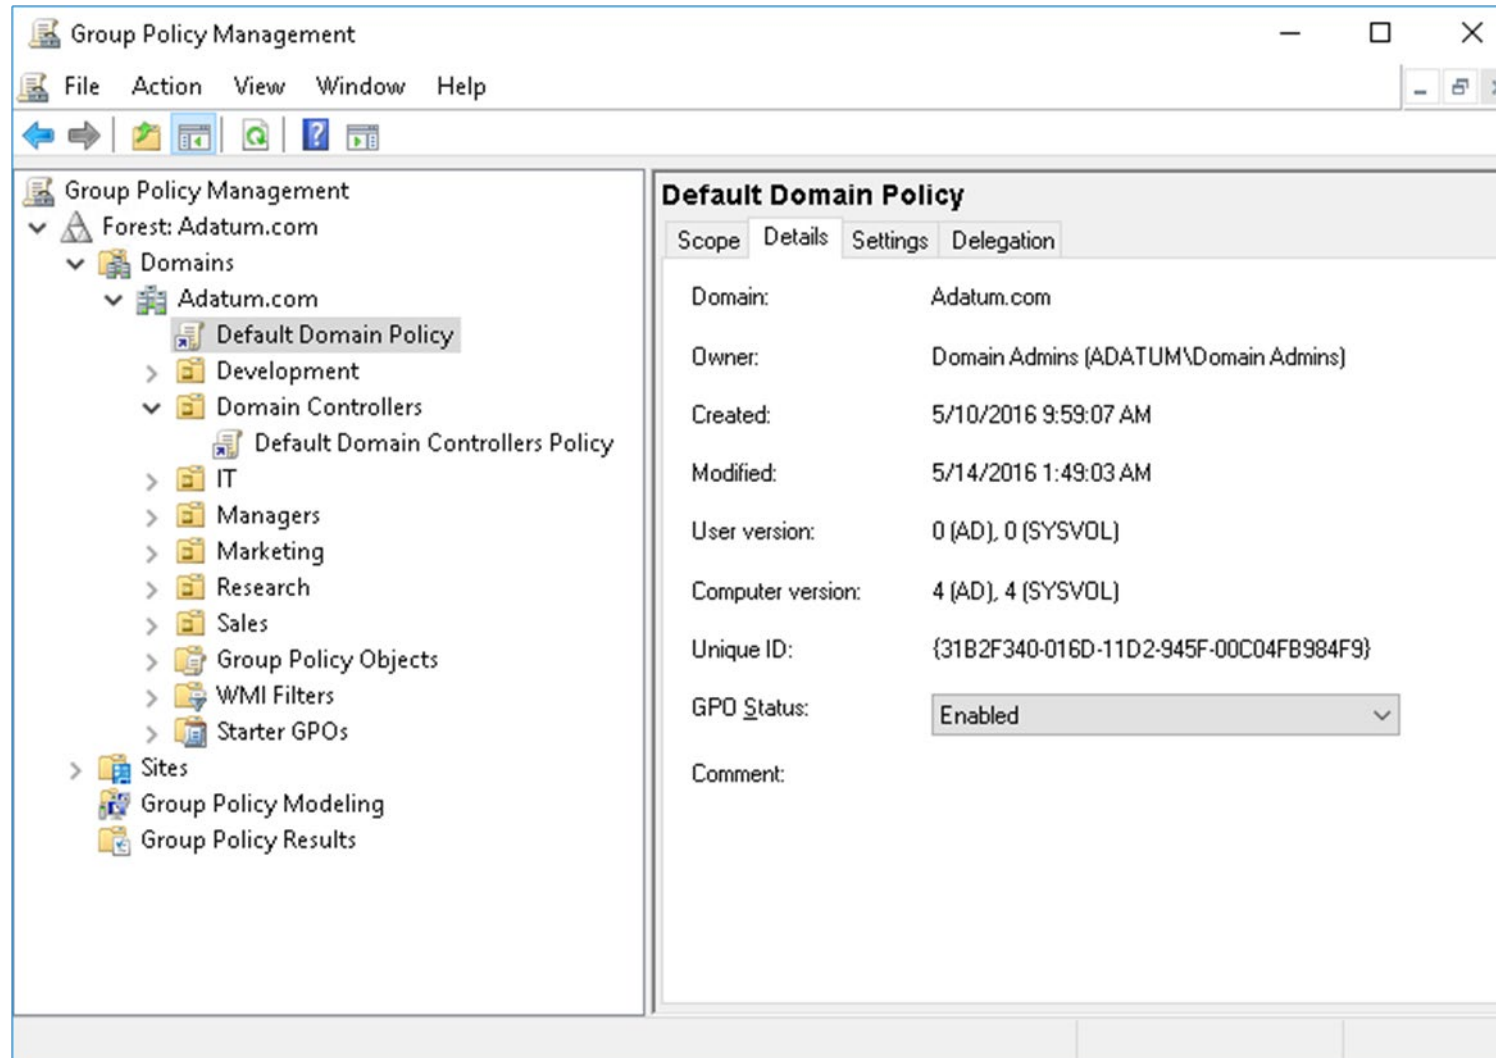 Group Policy Management
File Action View Window Help
Group Policy Management
Forest: Adatum.com
Domains
Adatum.com
Default Domain Policy
Development
Domain Controllers
Default Domain Controllers Policy
IT
Managers
Marketing
Research
Sales
Group Policy Objects
WMI Filters
Starter GPOs
Sites
Group Policy Modeling
Group Policy Results
Default Domain Policy
Scope Details Settings Delegation
Domain: Adatum.com
Owner: Domain Admins (ADATUM\Domain Admins)
Created: 5/10/2016 9:59:07 AM
Modified: 5/14/2016 1:49:03 AM
User version: 0 (AD), 0 (SYSVOL)
Computer version: 4 (AD), 4 (SYSVOL)
Unique ID: {31B2F340-016D-11D2-945F-00C04FB984F9}
GPO Status: Enabled
Comment: